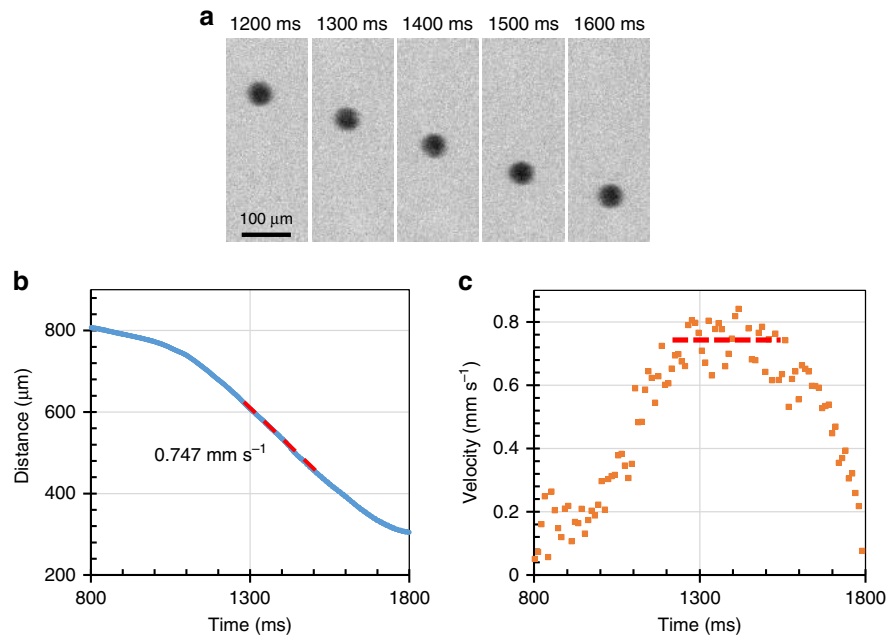 a
1200 ms 1300 ms 1400 ms 1500 ms 1600 ms
100 μm
b
800
600
400
200
800 1300 1800
Distance (μm)
Time (ms)
0.747 mm s⁻¹
c
0.8
0.6
0.4
0.2
0
800 1300 1800
Velocity (mm s⁻¹)
Time (ms)